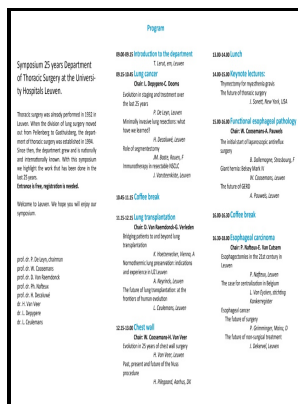 Program
Symposium 25 years Department
of Thoracic Surgery at the Universi-
ty Hospitals Leuven.
Thoracic surgery was already performed in 1932 in
Leuven. When the division of lung surgery moved
out from Pellenberg to Gasthuisberg, the depart-
ment of thoracic surgery was established in 1994.
Since then, the department grew and is nationally
and internationally known. With this symposium
we highlight the work that has been done in the
last 25 years.
Entrance is free, registration is needed.
Welcome to Leuven. We hope you will enjoy our
symposium.
prof. dr. P. De Leyn, chairman
prof. dr. W. Coosemans
prof. dr. D. Van Raemdonck
prof. dr. Ph. Nafteux
prof. dr. H. Decaluwé
dr. H. Van Veer
dr. L. Depypere
dr. L. Ceulemans
09.00-09.15 Introduction to the department
T. Lerut, em, Leuven
09.15-10.45 Lung cancer
Chair: L. Depypere-C. Dooms
Evolution in staging and treatment over
the last 25 years
P. De Leyn, Leuven
Minimally invasive lung resections: what
have we learned?
H. Decaluwé, Leuven
Role of segmentectomy
JM. Baste, Rouen, F
Immunotherapy in resectable NSCLC
J. Vansteenkiste, Leuven
10.45-11.15 Coffee break
11.15-12.15 Lung transplantation
Chair: D. Van Raemdonck-G. Verleden
Bridging patients to and beyond lung
transplantation
K. Hoetzenecker, Vienna, A
Normothermic lung preservation: indications
and experience in UZ Leuven
A. Neyrinck, Leuven
The future of lung transplantation: at the
frontiers of human evolution
L. Ceulemans, Leuven
12.15-13.00 Chest wall
Chair: W. Coosemans-H. Van Veer
Evolution in 25 years of chest wall surgery
H. Van Veer, Leuven
Past, present and future of the Nuss
procedure
H. Pilegaard, Aarhus, DK
13.00-14.00 Lunch
14.00-15.00 Keynote lectures:
Thymectomy for myasthenia gravis
The future of thoracic surgery
J. Sonett, New York, USA
15.00-16.00 Functional esophageal pathology
Chair: W. Coosemans-A. Pauwels
The initial start of laparoscopic antireflux
surgery
B. Dallemagne, Strasbourg, F
Giant hernia: Belsey Mark IV
W. Coosemans, Leuven
The future of GERD
A. Pauwels, Leuven
16.00-16.30 Coffee break
16.30-18.00 Esophageal carcinoma
Chair: P. Nafteux-E. Van Cutsem
Esophagectomies in the 21st century in
Leuven
P. Nafteux, Leuven
The case for centralisation in Belgium
L. Van Eycken, stichting
Kankerregister
Esophageal cancer
The future of surgery
P. Grimminger, Mainz, D
The future of non-surgical treatment
J. Dekervel, Leuven